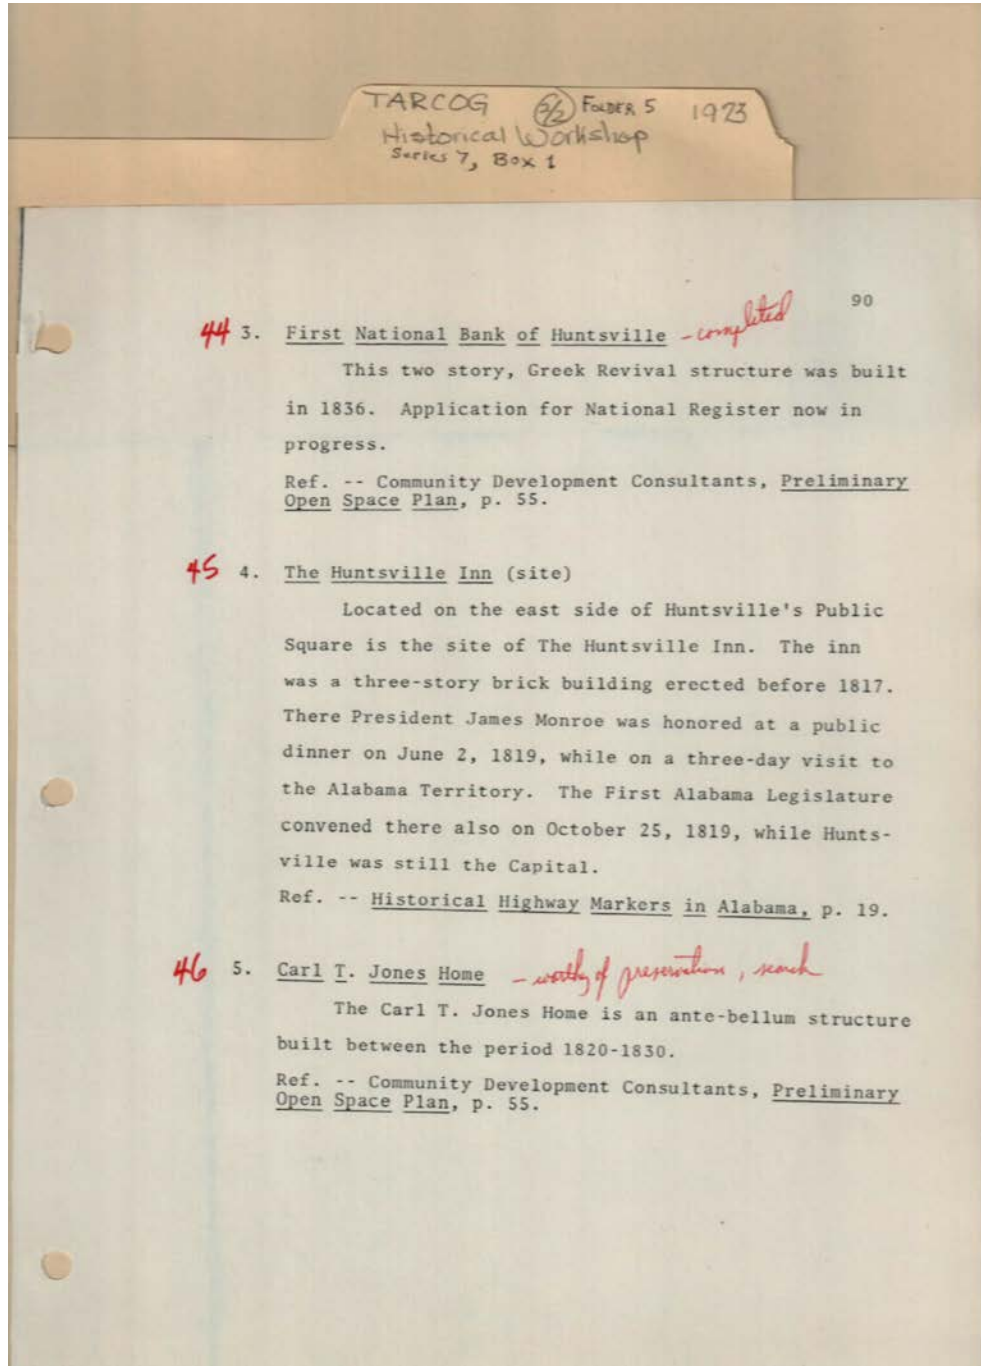 TARCOG 2/2 FOLDER 5 1973
Historical Workshop
Series 7, Box 1
90
44 3. First National Bank of Huntsville - completed
This two story, Greek Revival structure was built
in 1836. Application for National Register now in
progress.
Ref. -- Community Development Consultants, Preliminary
Open Space Plan, p. 55.
45 4. The Huntsville Inn (site)
Located on the east side of Huntsville's Public
Square is the site of The Huntsville Inn. The inn
was a three-story brick building erected before 1817.
There President James Monroe was honored at a public
dinner on June 2, 1819, while on a three-day visit to
the Alabama Territory. The First Alabama Legislature
convened there also on October 25, 1819, while Hunts-
ville was still the Capital.
Ref. -- Historical Highway Markers in Alabama, p. 19.
46 5. Carl T. Jones Home - worthy of preservation, search
The Carl T. Jones Home is an ante-bellum structure
built between the period 1820-1830.
Ref. -- Community Development Consultants, Preliminary
Open Space Plan, p. 55.